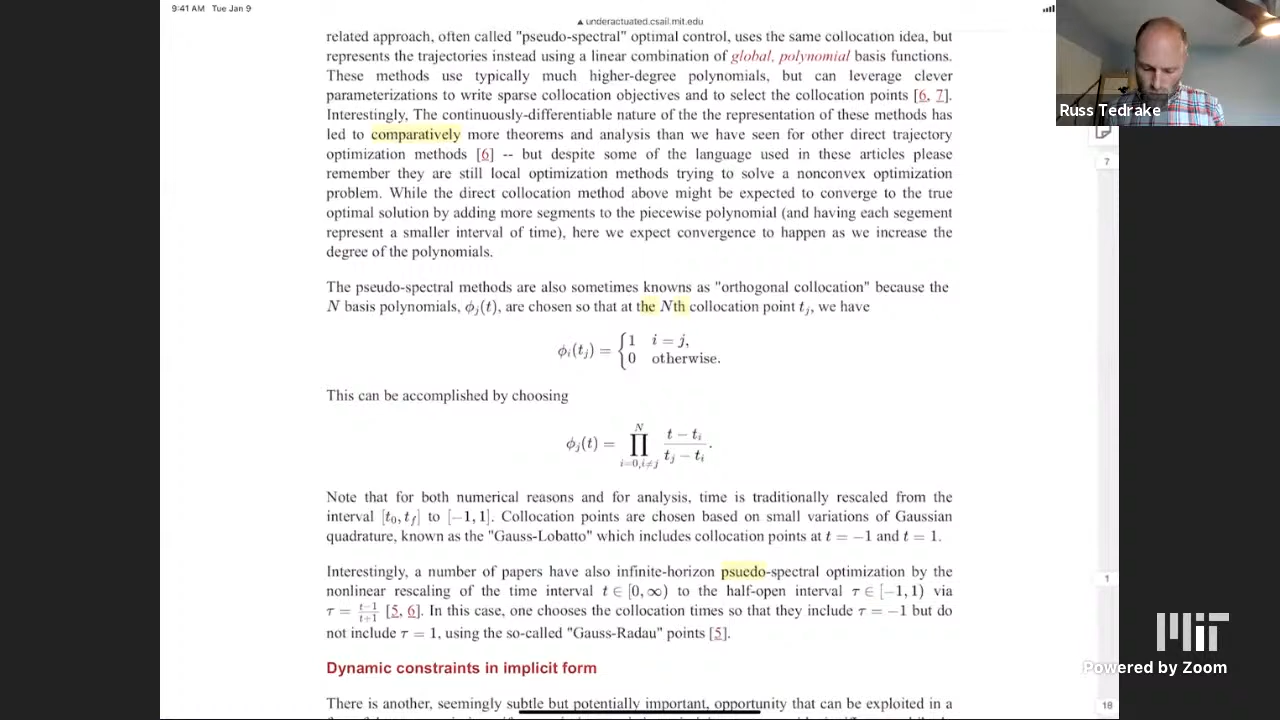 9:41 AM Tue Jan 9
underactuated.csail.mit.edu
related approach, often called "pseudo-spectral" optimal control, uses the same collocation idea, but
represents the trajectories instead using a linear combination of global, polynomial basis functions.
These methods use typically much higher-degree polynomials, but can leverage clever
parameterizations to write sparse collocation objectives and to select the collocation points [6, 7].
Interestingly, The continuously-differentiable nature of the the representation of these methods has
led to comparatively more theorems and analysis than we have seen for other direct trajectory
optimization methods [6] -- but despite some of the language used in these articles please
remember they are still local optimization methods trying to solve a nonconvex optimization
problem. While the direct collocation method above might be expected to converge to the true
optimal solution by adding more segments to the piecewise polynomial (and having each segement
represent a smaller interval of time), here we expect convergence to happen as we increase the
degree of the polynomials.
The pseudo-spectral methods are also sometimes knowns as "orthogonal collocation" because the
N basis polynomials, ϕ_j(t), are chosen so that at the Nth collocation point t_j, we have
ϕ_i(t_j) = { 1 i = j,
0 otherwise.
This can be accomplished by choosing
ϕ_j(t) = ∏_{i=0,i≠j}^{N} (t − t_i)/(t_j − t_i).
Note that for both numerical reasons and for analysis, time is traditionally rescaled from the
interval [t_0, t_f] to [−1, 1]. Collocation points are chosen based on small variations of Gaussian
quadrature, known as the "Gauss-Lobatto" which includes collocation points at t = −1 and t = 1.
Interestingly, a number of papers have also infinite-horizon psuedo-spectral optimization by the
nonlinear rescaling of the time interval t ∈ [0, ∞) to the half-open interval τ ∈ [−1, 1) via
τ = (t−1)/(t+1) [5, 6]. In this case, one chooses the collocation times so that they include τ = −1 but do
not include τ = 1, using the so-called "Gauss-Radau" points [5].
Dynamic constraints in implicit form
There is another, seemingly subtle but potentially important, opportunity that can be exploited in a
Russ Tedrake
7
1
18
MIT
Powered by Zoom